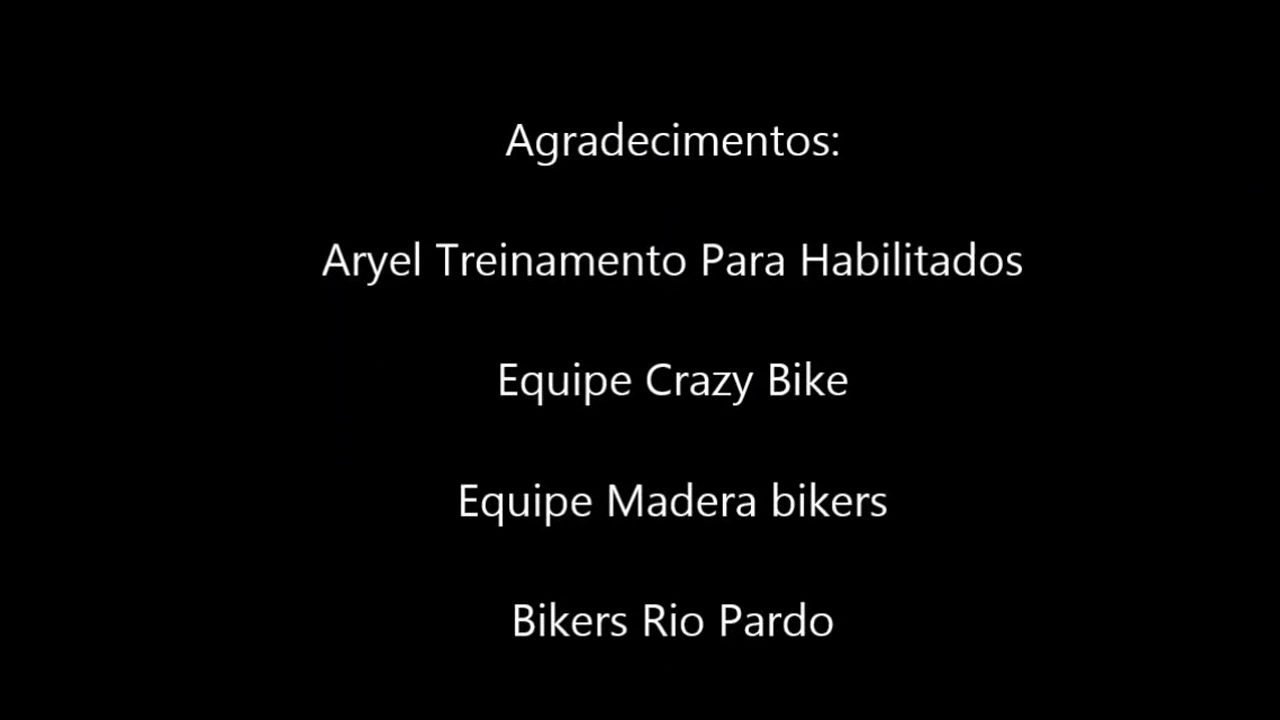 Agradecimentos:
Aryel Treinamento Para Habilitados
Equipe Crazy Bike
Equipe Madera bikers
Bikers Rio Pardo